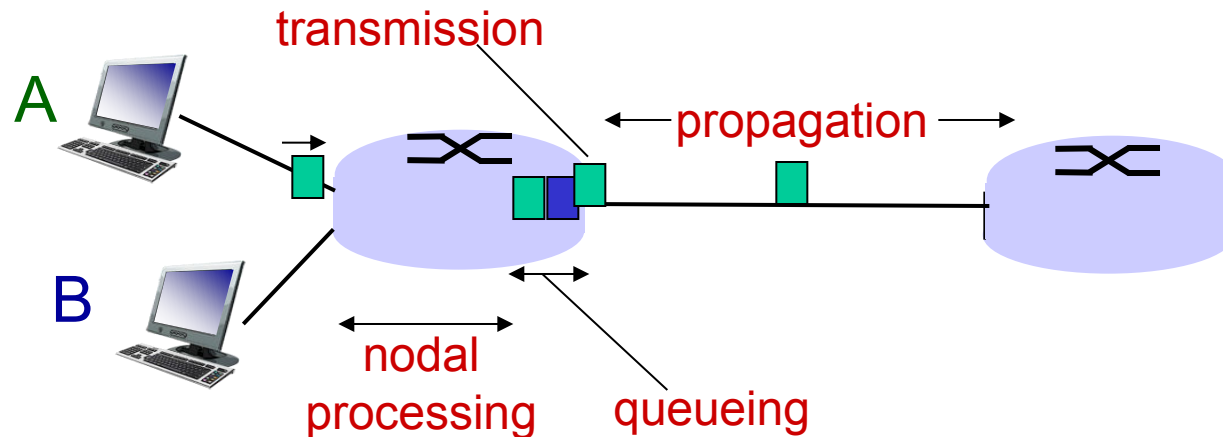 transmission
A
propagation
B
nodal
processing
queueing